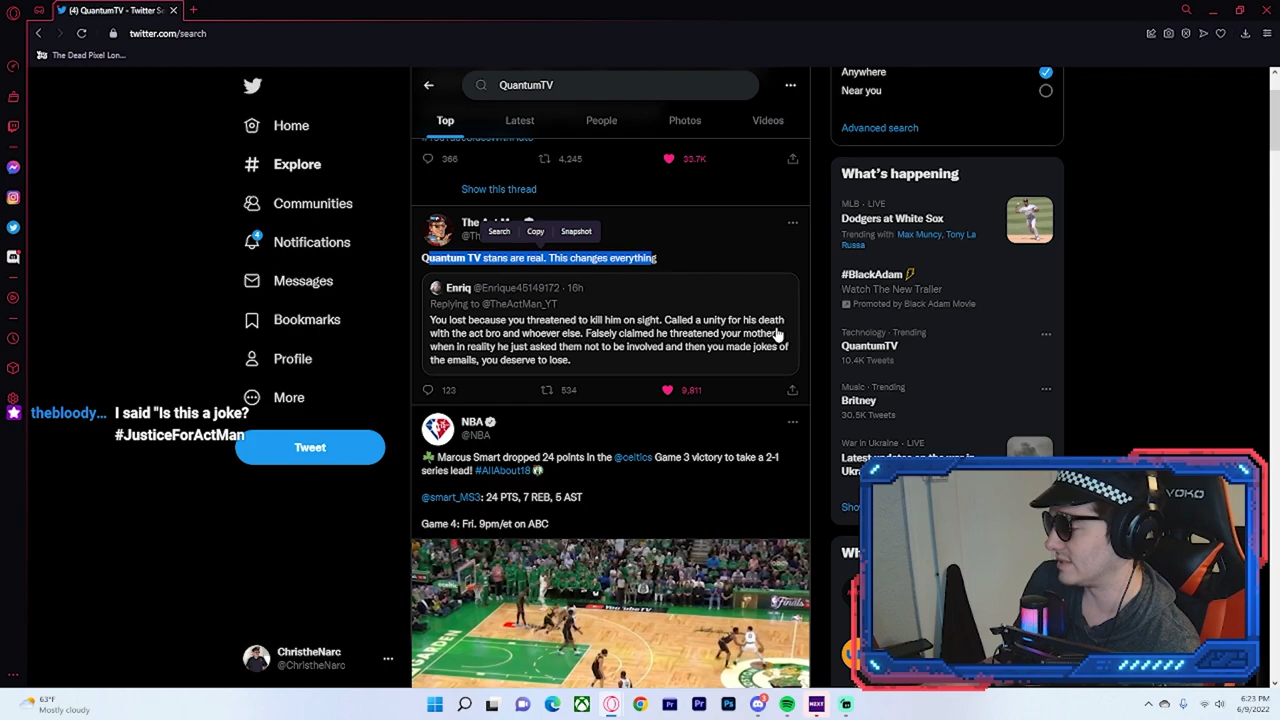 (4) QuantumTV - Twitter Se
twitter.com/search
The Dead Pixel Lon...
QuantumTV
Top
Latest
People
Photos
Videos
366
4,245
33.7K
Show this thread
Search
Copy
Snapshot
Quantum TV stans are real. This changes everything
Enriq @Enrique45149172 · 16h
Replying to @TheActMan_YT
You lost because you threatened to kill him on sight. Called a unity for his death
with the act bro and whoever else. Falsely claimed he threatened your mother,
when in reality he just asked them not to be involved and then you made jokes of
the emails, you deserve to lose.
123
534
9,811
NBA
@NBA
Marcus Smart dropped 24 points in the @celtics Game 3 victory to take a 2-1
series lead! #AllAbout18
@smart_MS3: 24 PTS, 7 REB, 5 AST
Game 4: Fri. 9pm/et on ABC
Home
Explore
Communities
4
Notifications
Messages
Bookmarks
Profile
More
Tweet
thebloody... I said "Is this a joke?
#JusticeForActMan
ChristheNarc
@ChristheNarc
Anywhere
Near you
Advanced search
What's happening
MLB · LIVE
Dodgers at White Sox
Trending with Max Muncy, Tony La
Russa
#BlackAdam
Watch The New Trailer
Promoted by Black Adam Movie
Technology · Trending
QuantumTV
10.4K Tweets
Music · Trending
Britney
30.5K Tweets
War in Ukraine · LIVE
VOKO
63°F
Mostly cloudy
6:23 PM
6/9/2022